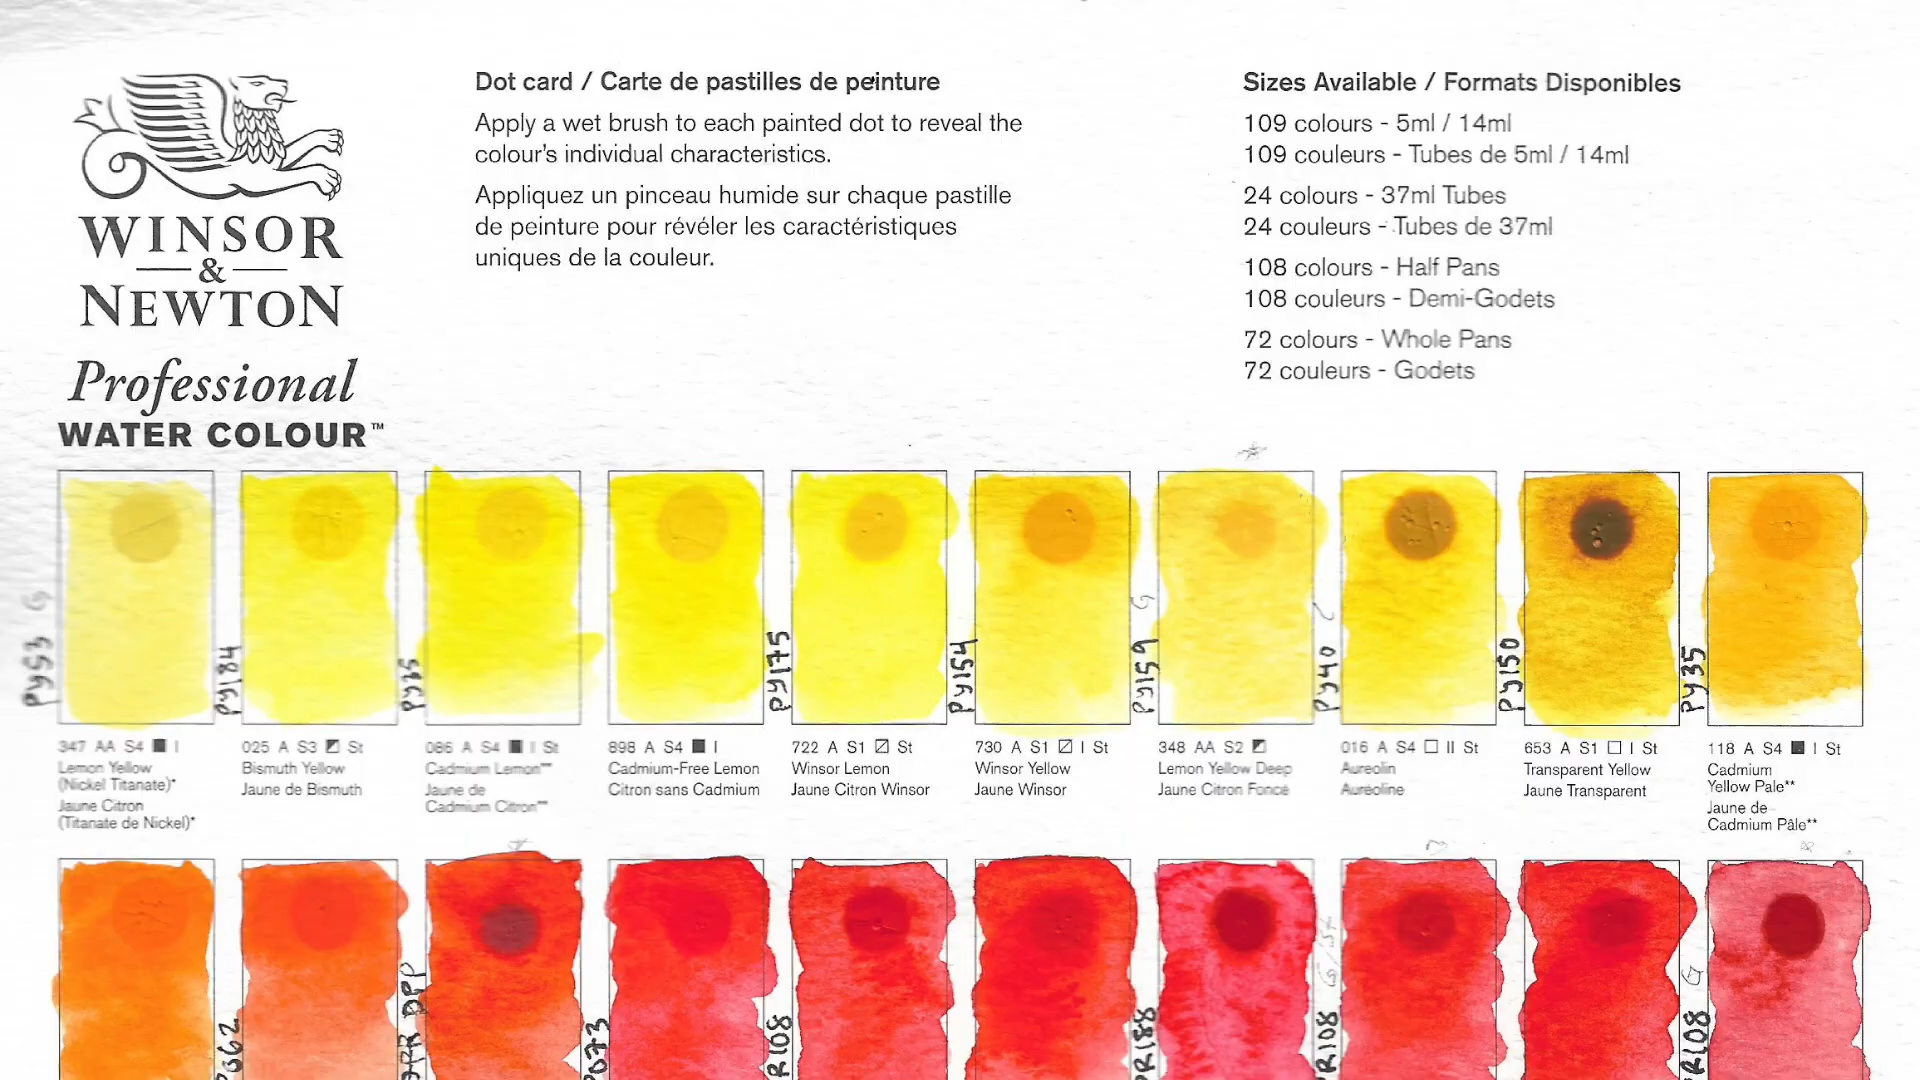 WINSOR
&
NEWTON
Professional
WATER COLOUR™
Dot card / Carte de pastilles de peinture
Apply a wet brush to each painted dot to reveal the
colour's individual characteristics.
Appliquez un pinceau humide sur chaque pastille
de peinture pour révéler les caractéristiques
uniques de la couleur.
Sizes Available / Formats Disponibles
109 colours - 5ml / 14ml
109 couleurs - Tubes de 5ml / 14ml
24 colours - 37ml Tubes
24 couleurs - Tubes de 37ml
108 colours - Half Pans
108 couleurs - Demi-Godets
72 colours - Whole Pans
72 couleurs - Godets
PY53 G
PY184
PY35
PY175
PY154
PY159 G
PY40
PY150
PY35
347 AA S4 ■ I
Lemon Yellow
(Nickel Titanate)*
Jaune Citron
(Titanate de Nickel)*
025 A S3 ◩ St
Bismuth Yellow
Jaune de Bismuth
086 A S4 ■ I St
Cadmium Lemon**
Jaune de
Cadmium Citron**
898 A S4 ■ I
Cadmium-Free Lemon
Citron sans Cadmium
722 A S1 ⧄ St
Winsor Lemon
Jaune Citron Winsor
730 A S1 ⧄ I St
Winsor Yellow
Jaune Winsor
348 AA S2 ◩
Lemon Yellow Deep
Jaune Citron Foncé
016 A S4 □ II St
Aureolin
Auréoline
653 A S1 □ I St
Transparent Yellow
Jaune Transparent
118 A S4 ■ I St
Cadmium
Yellow Pale**
Jaune de
Cadmium Pâle**
PO62
DPP
PO73
PR108
PR188
PR108 G/St
PR108 G